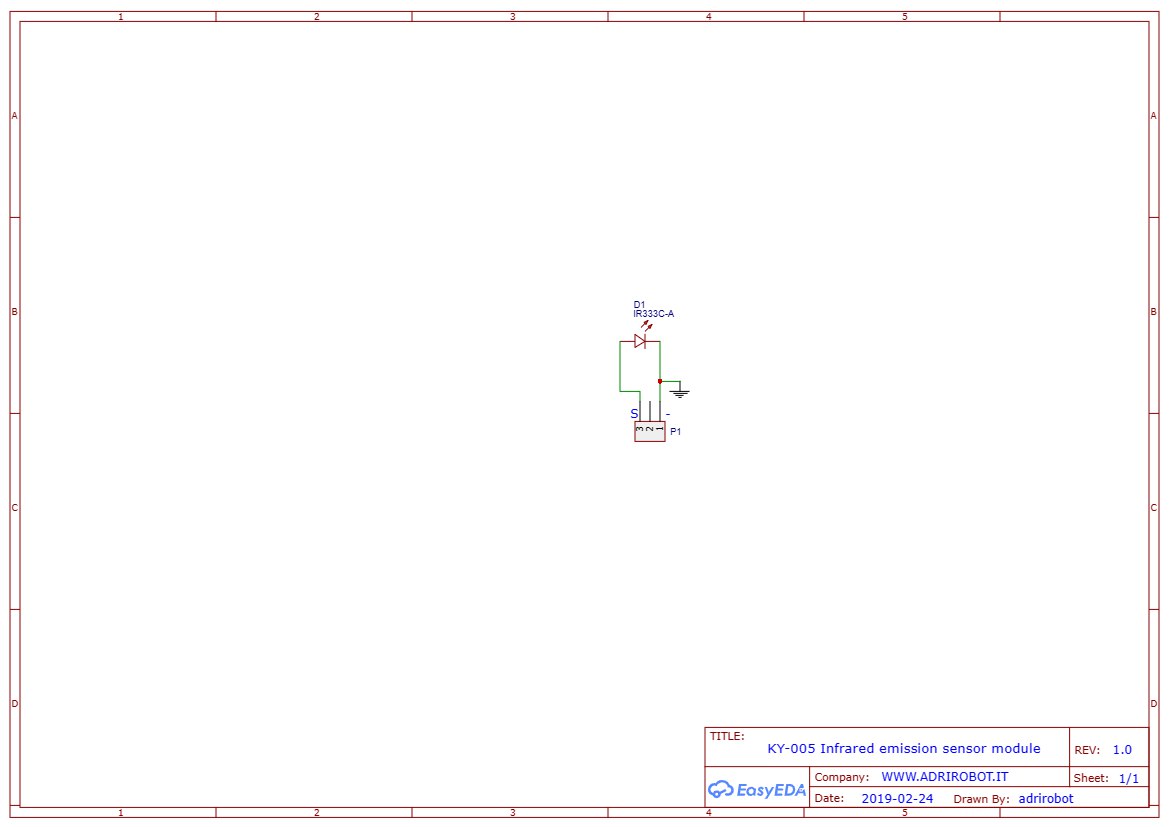 1 2 3 4 5
A A
B B
D1
IR333C-A
S -
3 2 1 P1
C C
D D
TITLE:
KY-005 Infrared emission sensor module
REV: 1.0
EasyEDA
Company: WWW.ADRIROBOT.IT
Sheet: 1/1
Date: 2019-02-24 Drawn By: adrirobot
1 2 3 4 5